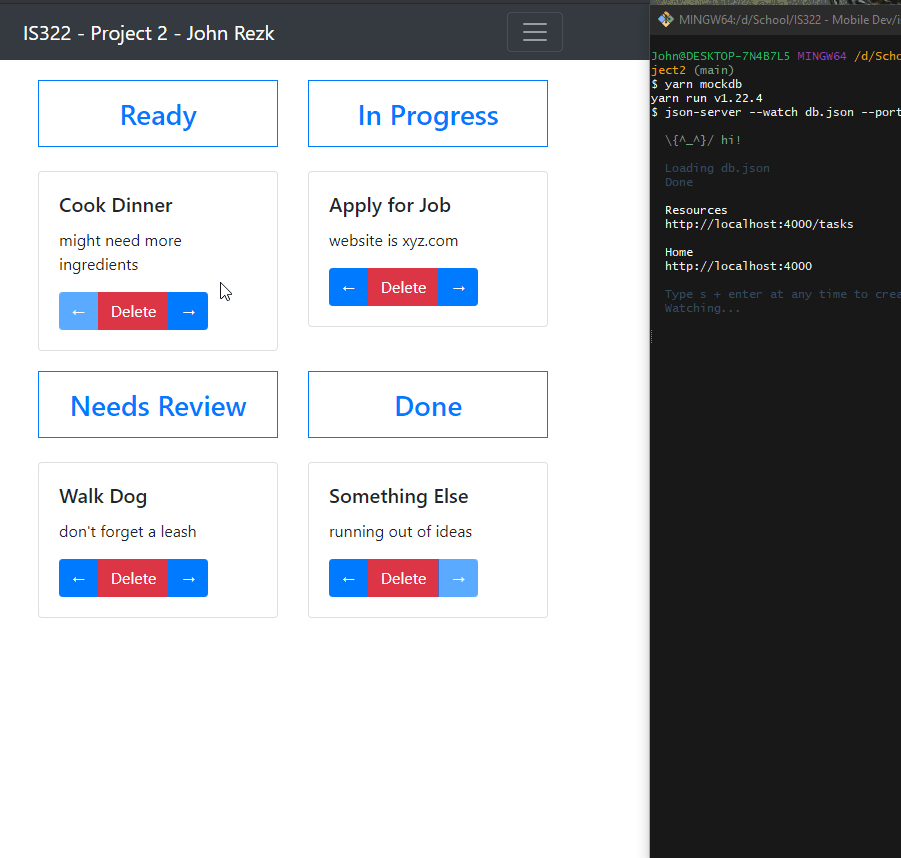 IS322 - Project 2 - John Rezk
Ready
In Progress
Cook Dinner
might need more
ingredients
← Delete →
Apply for Job
website is xyz.com
← Delete →
Needs Review
Done
Walk Dog
don't forget a leash
← Delete →
Something Else
running out of ideas
← Delete →
MINGW64:/d/School/IS322 - Mobile Dev/i
John@DESKTOP-7N4B7L5 MINGW64 /d/Scho
ject2 (main)
$ yarn mockdb
yarn run v1.22.4
$ json-server --watch db.json --port
\{^_^}/ hi!
Loading db.json
Done
Resources
http://localhost:4000/tasks
Home
http://localhost:4000
Type s + enter at any time to crea
Watching...